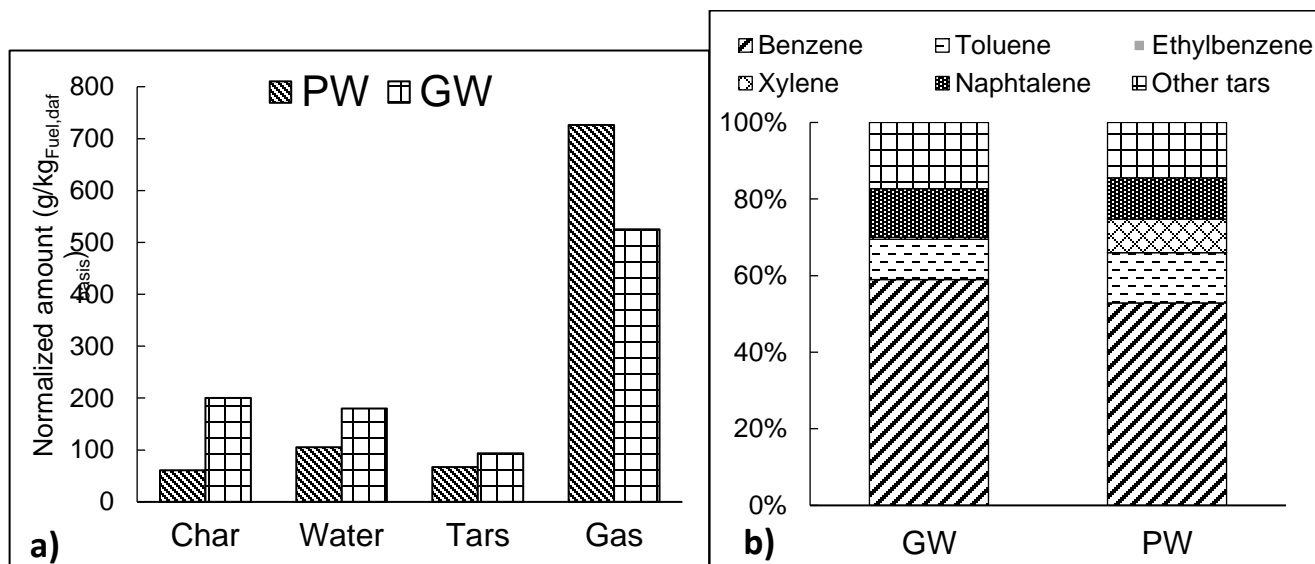 PW GW
Normalized amount (g/kgFuel,daf
basis)
800
700
600
500
400
300
200
100
0
Char Water Tars Gas
a)
Benzene Toluene Ethylbenzene
Xylene Naphtalene Other tars
100%
80%
60%
40%
20%
0%
GW PW
b)